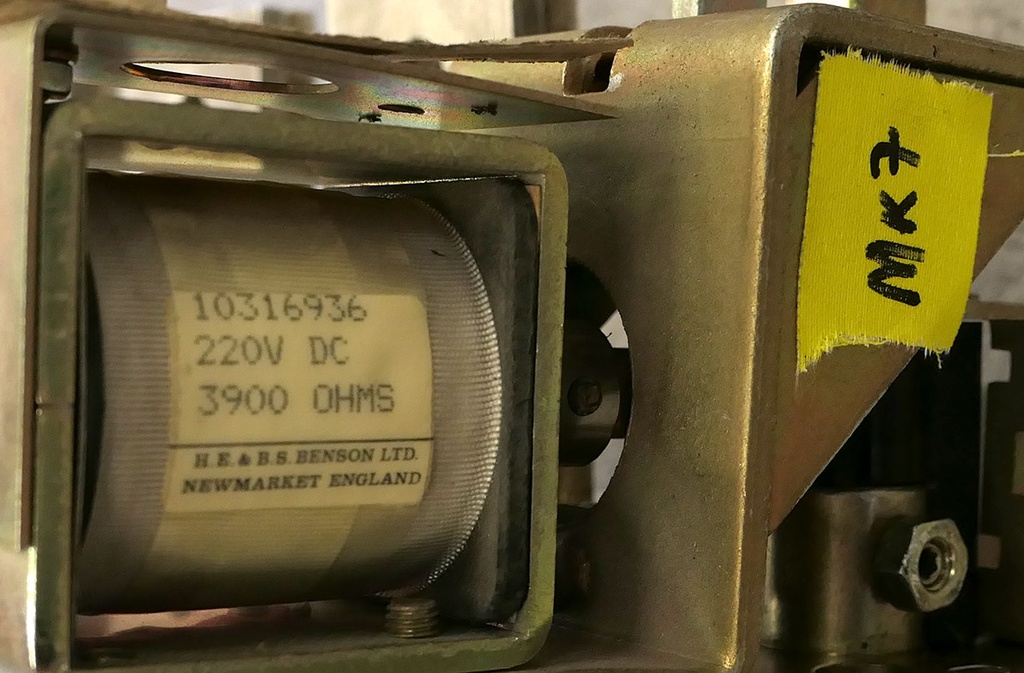 10316936
220V DC
3900 OHMS
H.E. & B.S. BENSON LTD.
NEWMARKET ENGLAND
MK7